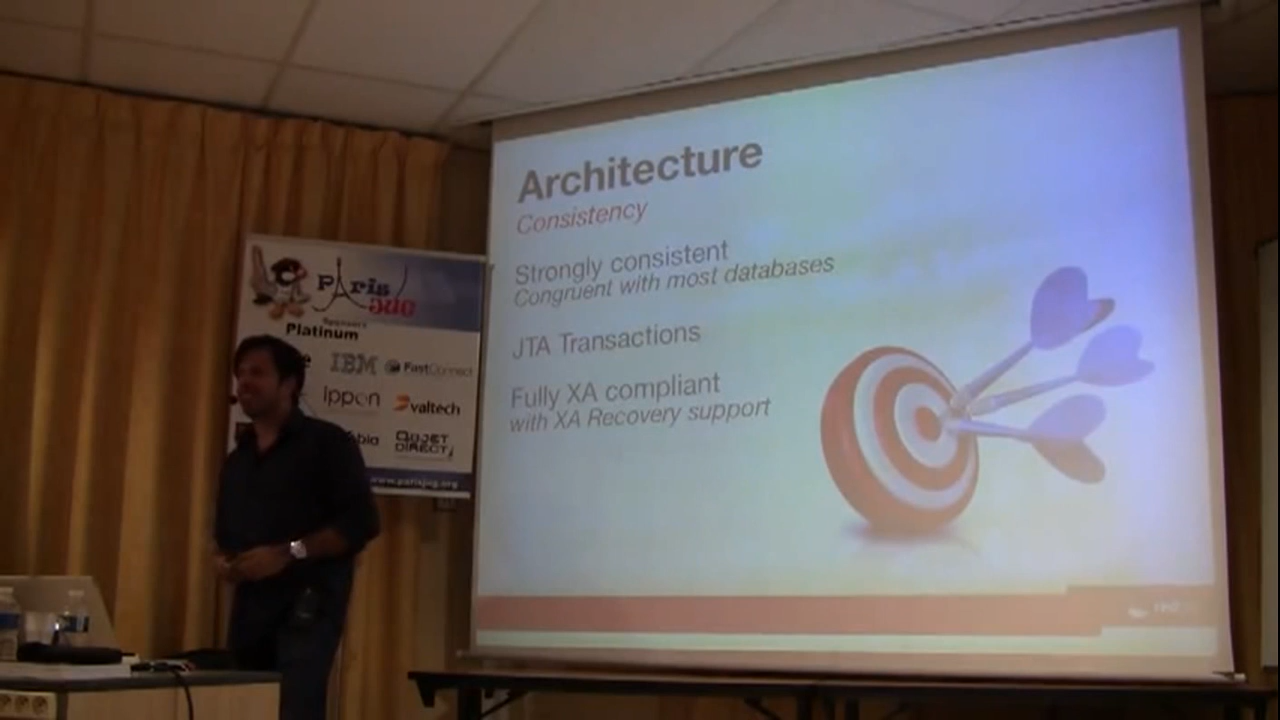 Architecture
Consistency
Strongly consistent
Congruent with most databases
JTA Transactions
Fully XA compliant
with XA Recovery support
Paris
JUG
Sponsors
Platinum
IBM FastConnect
ippon valtech
OBJET
DIRECT
www.parisjug.org